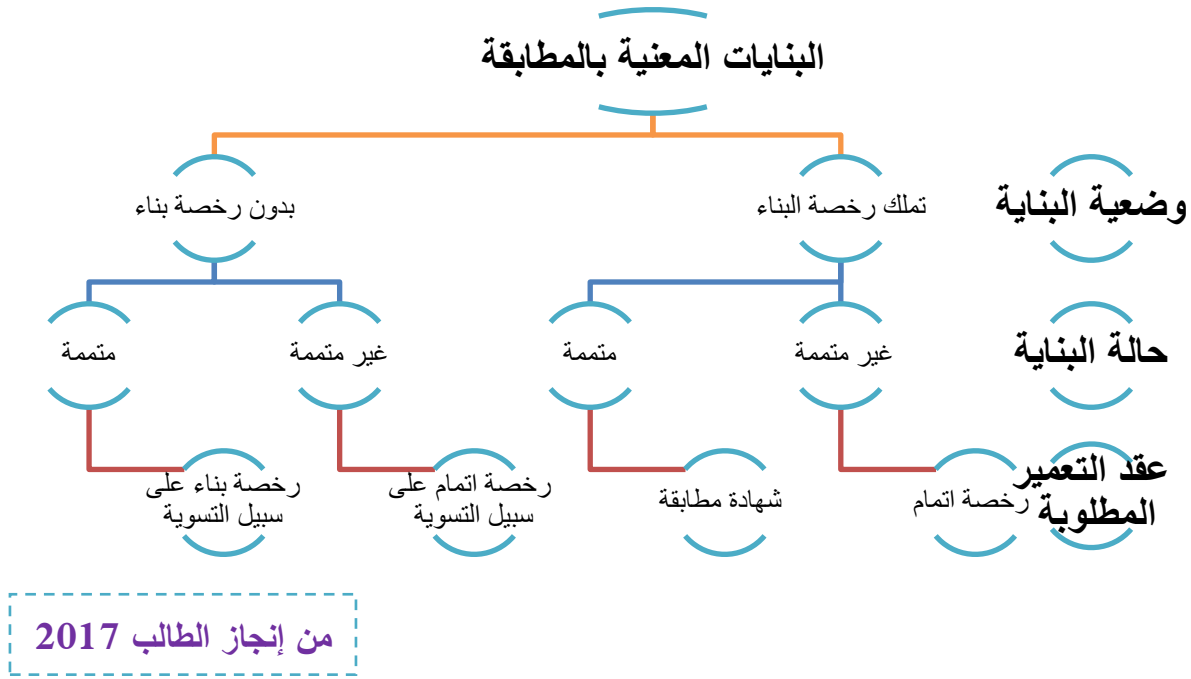 البنايات المعنية بالمطابقة
وضعية البناية
تملك رخصة البناء
بدون رخصة بناء
حالة البناية
غير متممة
متممة
غير متممة
متممة
عقد التعمير
المطلوبة
رخصة اتمام
شهادة مطابقة
رخصة اتمام على
سبيل التسوية
رخصة بناء على
سبيل التسوية
من إنجاز الطالب 2017